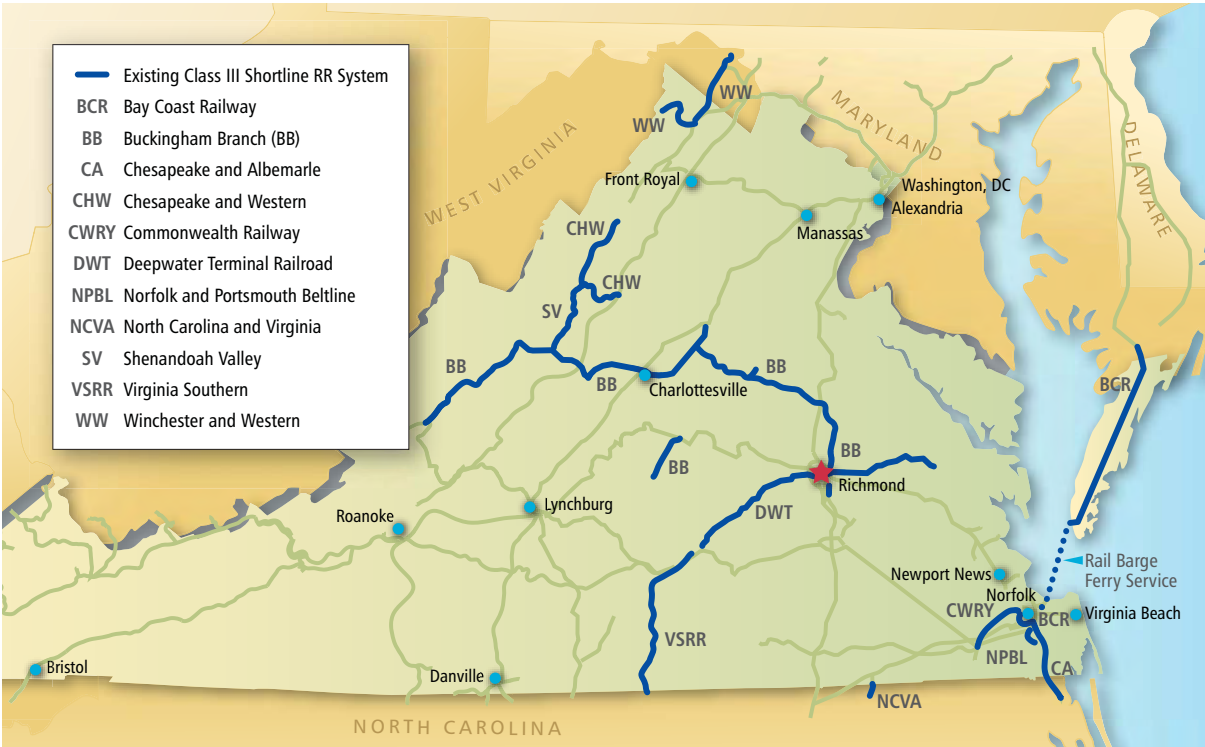 Existing Class III Shortline RR System
BCR Bay Coast Railway
BB Buckingham Branch (BB)
CA Chesapeake and Albemarle
CHW Chesapeake and Western
CWRY Commonwealth Railway
DWT Deepwater Terminal Railroad
NPBL Norfolk and Portsmouth Beltline
NCVA North Carolina and Virginia
SV Shenandoah Valley
VSRR Virginia Southern
WW Winchester and Western
WW
WW
MARYLAND
DELAWARE
WEST VIRGINIA
Front Royal
Washington, DC
Alexandria
Manassas
CHW
CHW
SV
BB
BB
Charlottesville
BB
BCR
BB
BB
Richmond
DWT
Lynchburg
Roanoke
Rail Barge
Ferry Service
Newport News
Norfolk
CWRY
BCR
Virginia Beach
VSRR
NPBL
CA
Bristol
Danville
NCVA
NORTH CAROLINA